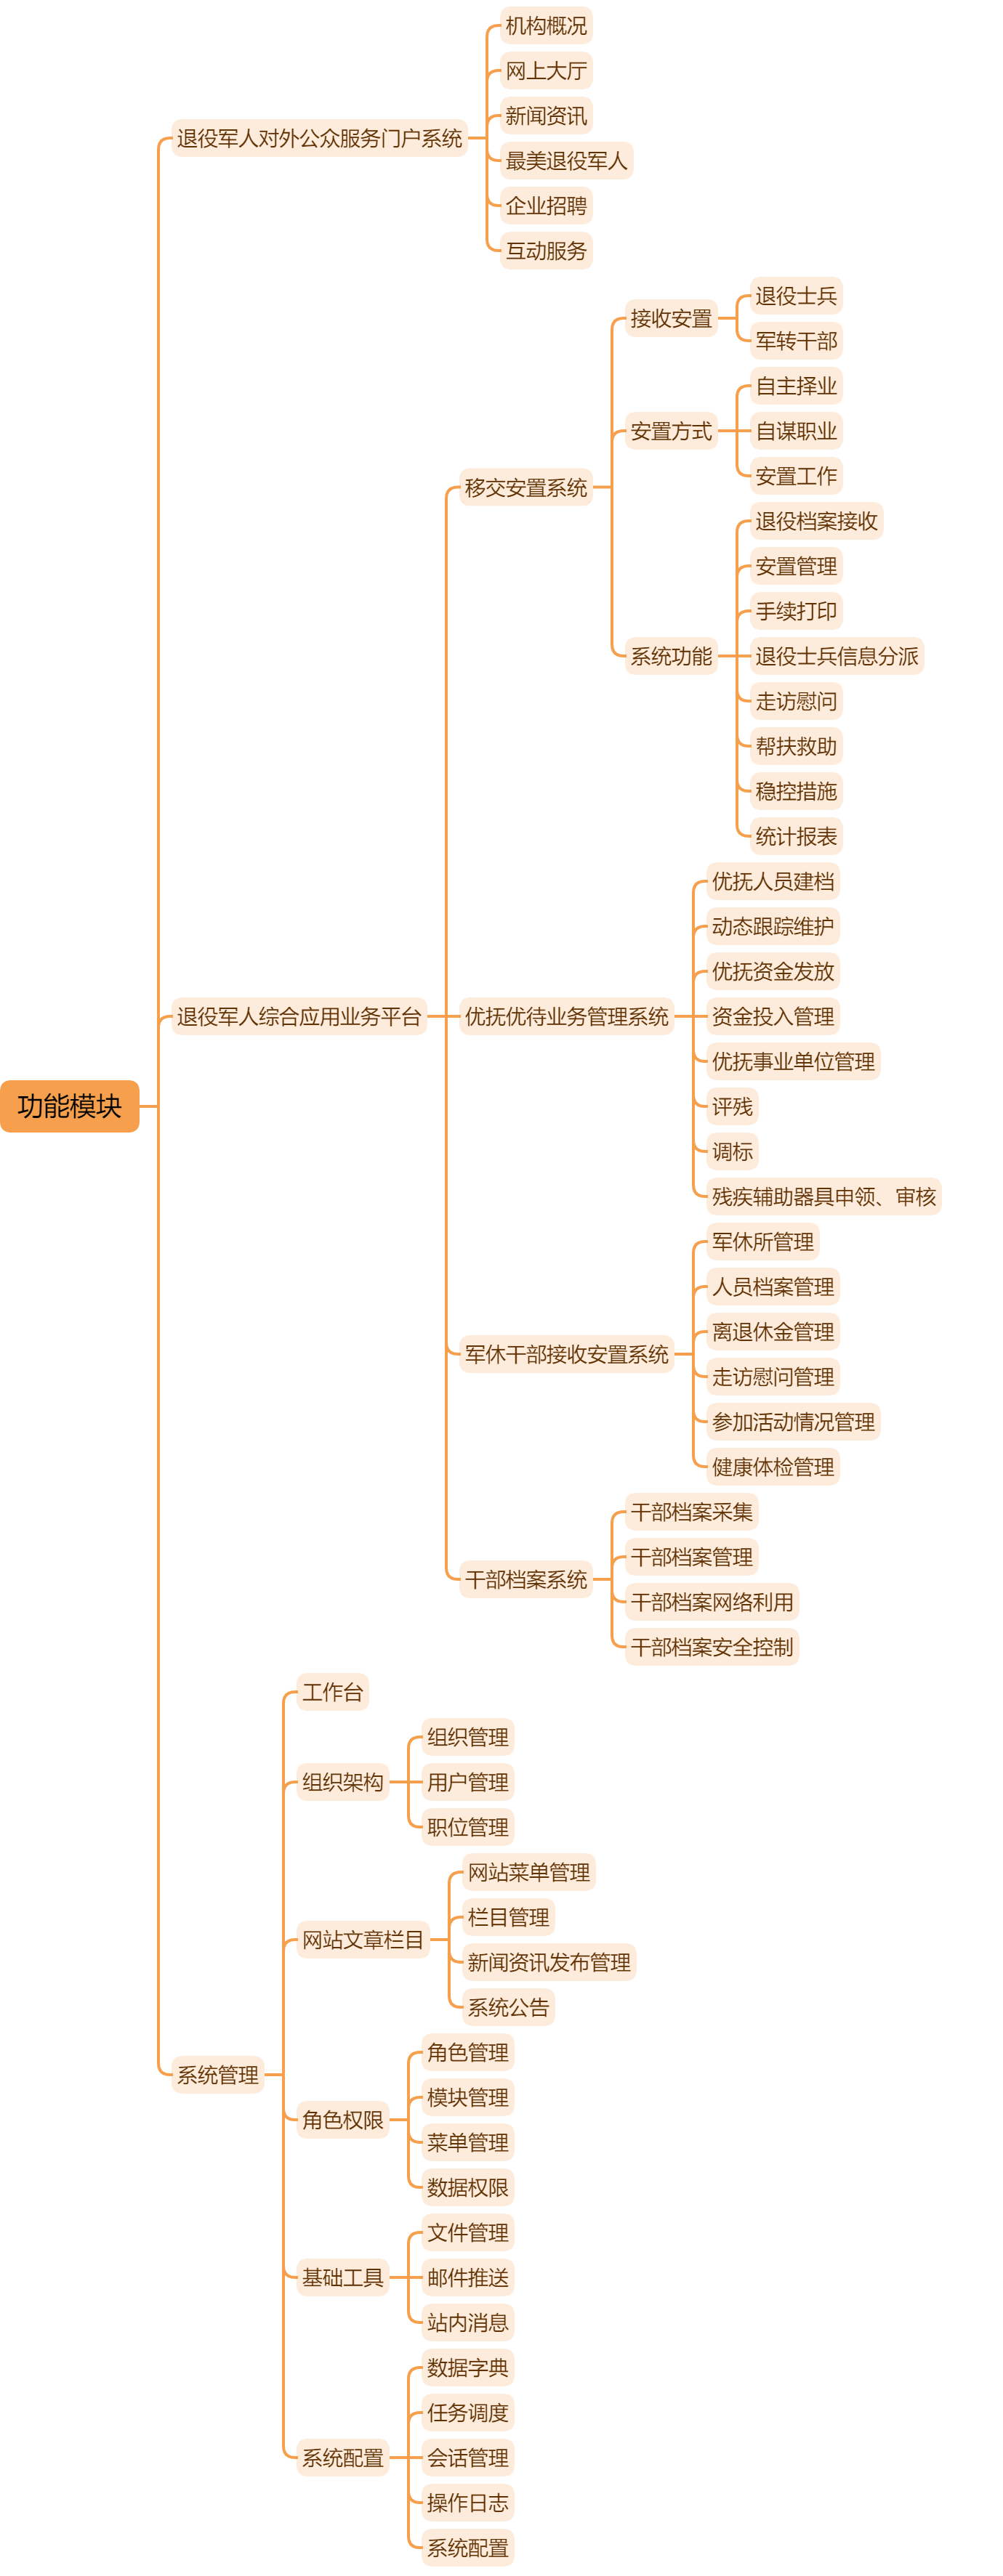 功能模块
退役军人对外公众服务门户系统
机构概况
网上大厅
新闻资讯
最美退役军人
企业招聘
互动服务
退役军人综合应用业务平台
移交安置系统
接收安置
退役士兵
军转干部
安置方式
自主择业
自谋职业
安置工作
系统功能
退役档案接收
安置管理
手续打印
退役士兵信息分派
走访慰问
帮扶救助
稳控措施
统计报表
优抚优待业务管理系统
优抚人员建档
动态跟踪维护
优抚资金发放
资金投入管理
优抚事业单位管理
评残
调标
残疾辅助器具申领、审核
军休干部接收安置系统
军休所管理
人员档案管理
离退休金管理
走访慰问管理
参加活动情况管理
健康体检管理
干部档案系统
干部档案采集
干部档案管理
干部档案网络利用
干部档案安全控制
系统管理
工作台
组织架构
组织管理
用户管理
职位管理
网站文章栏目
网站菜单管理
栏目管理
新闻资讯发布管理
系统公告
角色权限
角色管理
模块管理
菜单管理
数据权限
基础工具
文件管理
邮件推送
站内消息
系统配置
数据字典
任务调度
会话管理
操作日志
系统配置